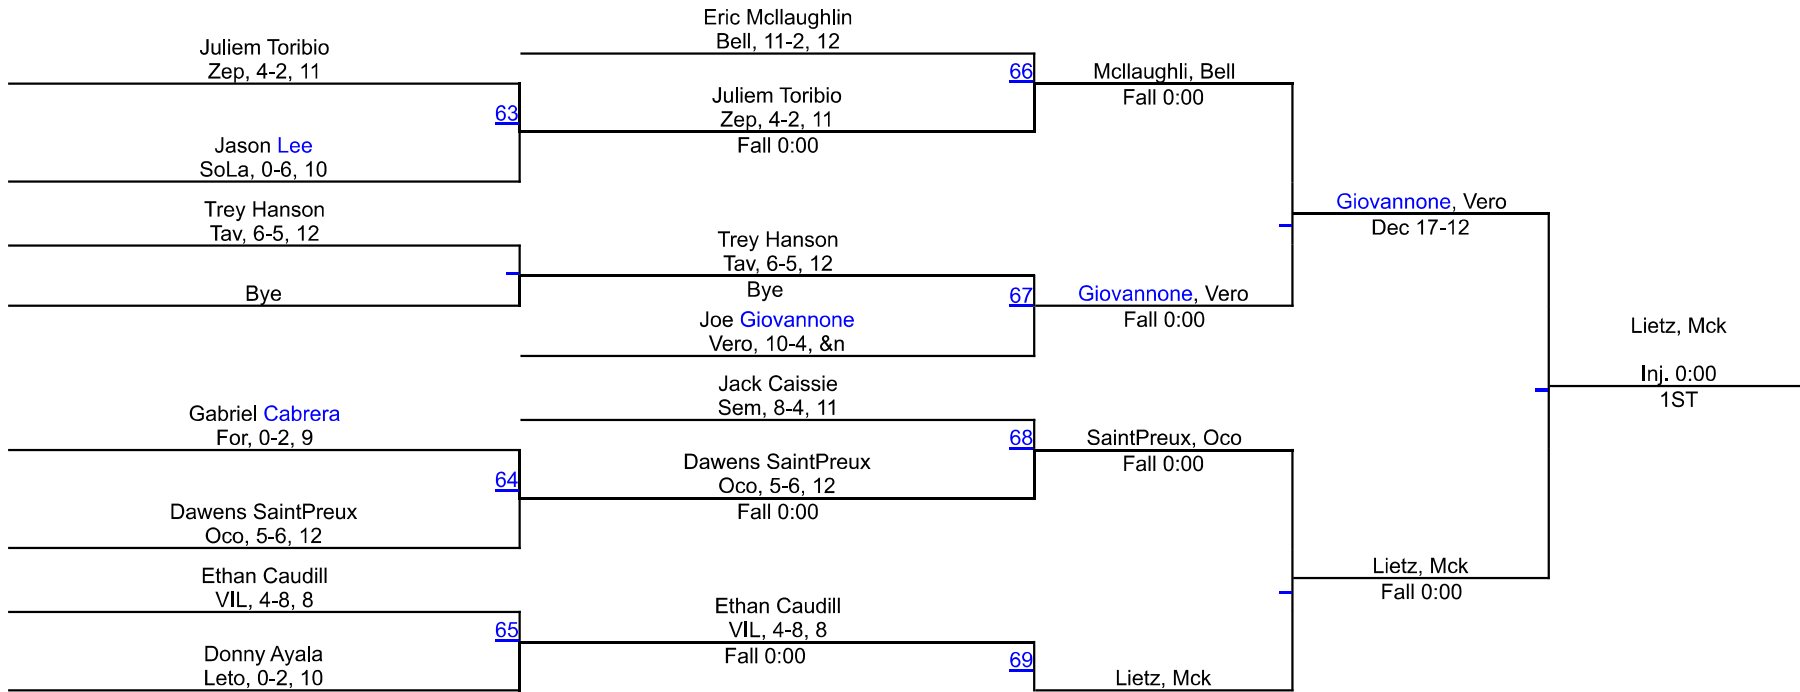 Juliem Toribio
Zep, 4-2, 11
63
Jason Lee
SoLa, 0-6, 10
Trey Hanson
Tav, 6-5, 12
Bye
Gabriel Cabrera
For, 0-2, 9
64
Dawens SaintPreux
Oco, 5-6, 12
Ethan Caudill
VIL, 4-8, 8
65
Donny Ayala
Leto, 0-2, 10
Eric Mcllaughlin
Bell, 11-2, 12
66
Juliem Toribio
Zep, 4-2, 11
Fall 0:00
Trey Hanson
Tav, 6-5, 12
Bye
67
Joe Giovannone
Vero, 10-4, &n
Jack Caissie
Sem, 8-4, 11
68
Dawens SaintPreux
Oco, 5-6, 12
Fall 0:00
Ethan Caudill
VIL, 4-8, 8
Fall 0:00
69
Mcllaughli, Bell
Fall 0:00
Giovannone, Vero
Fall 0:00
SaintPreux, Oco
Fall 0:00
Lietz, Mck
Giovannone, Vero
Dec 17-12
Lietz, Mck
Fall 0:00
Lietz, Mck
Inj. 0:00
1ST